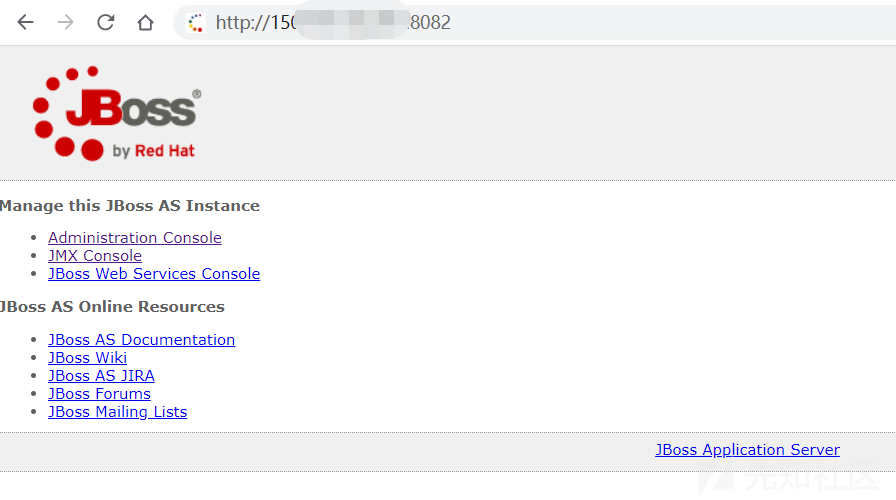 http://150 :8082
JBoss®
by Red Hat
Manage this JBoss AS Instance
Administration Console
JMX Console
JBoss Web Services Console
JBoss AS Online Resources
JBoss AS Documentation
JBoss Wiki
JBoss AS JIRA
JBoss Forums
JBoss Mailing Lists
JBoss Application Server
先知社区